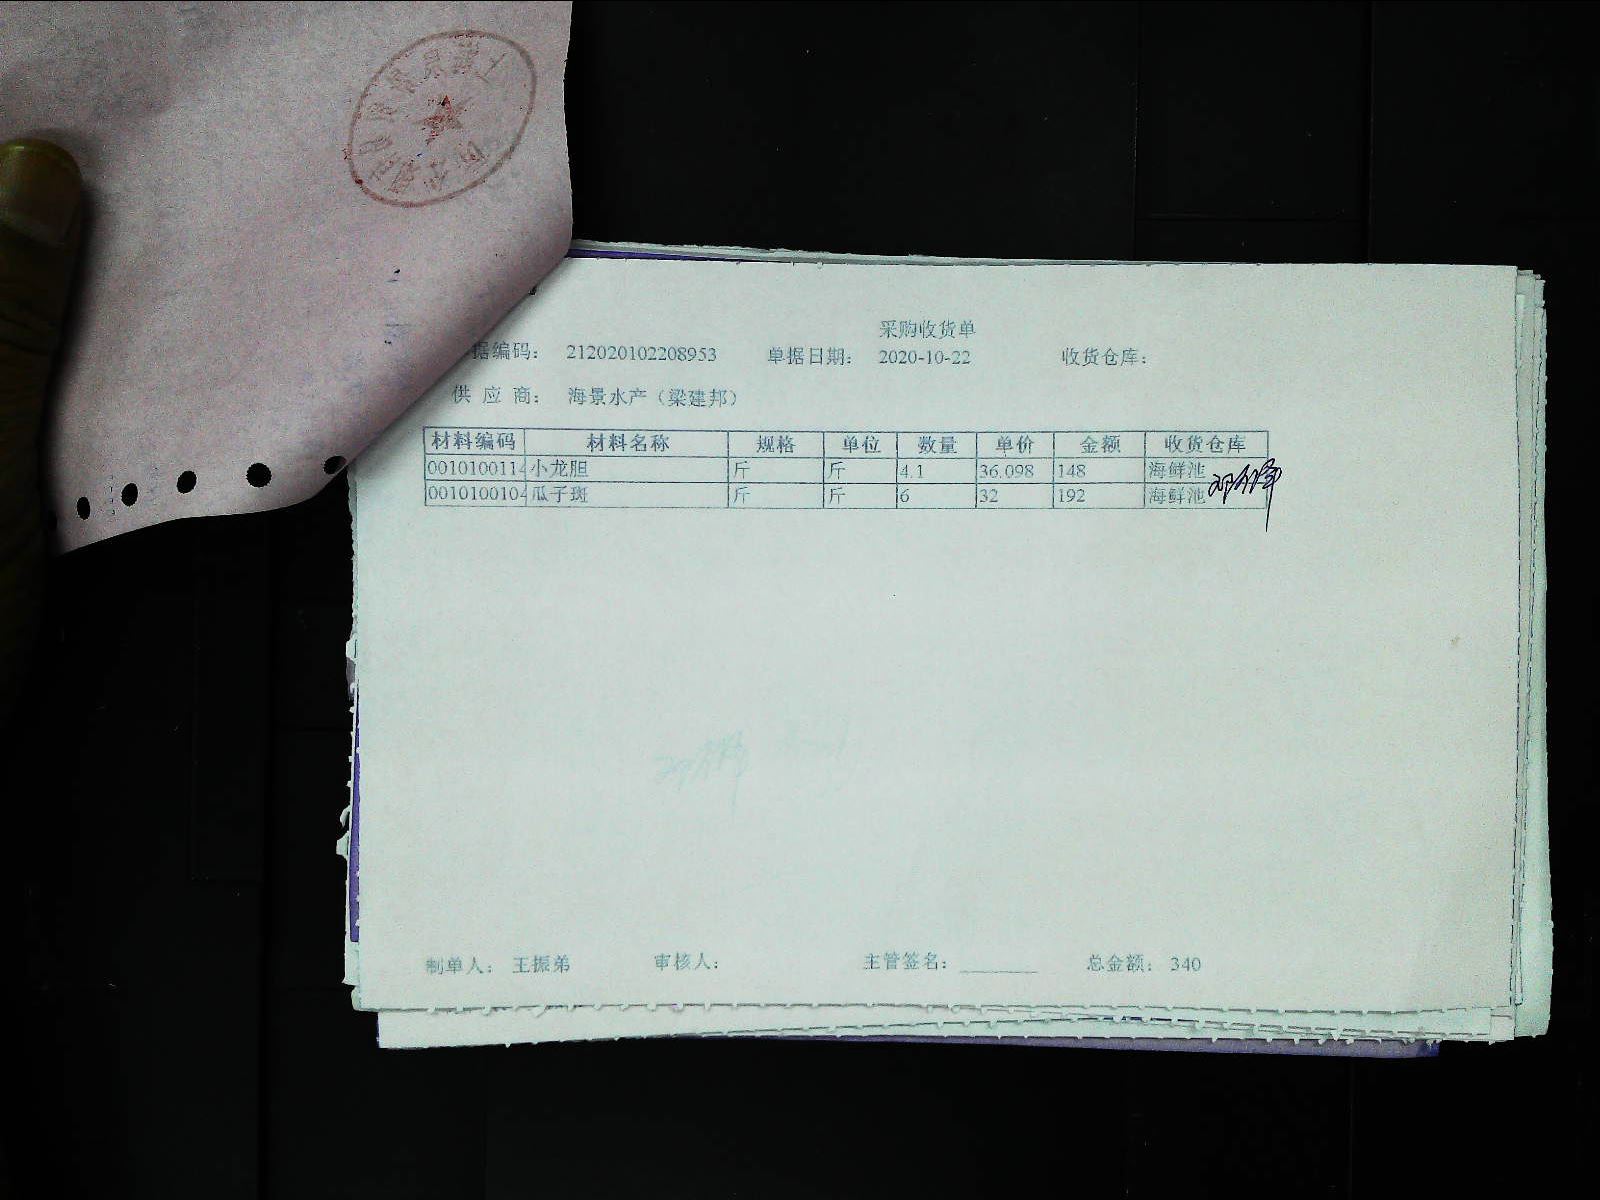 采购收货单
据编码： 212020102208953 单据日期： 2020-10-22 收货仓库：
供 应 商： 海景水产（梁建邦）
材料编码 材料名称 规格 单位 数量 单价 金额 收货仓库
0010100114 小龙胆 斤 斤 4.1 36.098 148 海鲜池
0010100104 瓜子斑 斤 斤 6 32 192 海鲜池
制单人： 王振弟 审核人： 主管签名： ________ 总金额： 340